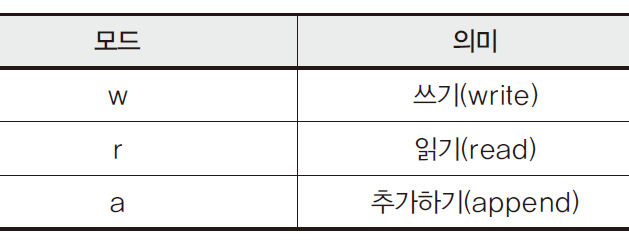 모드 의미
w 쓰기(write)
r 읽기(read)
a 추가하기(append)